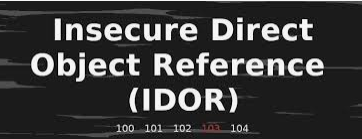 Insecure Direct
Object Reference
(IDOR)
100 101 102 103 104